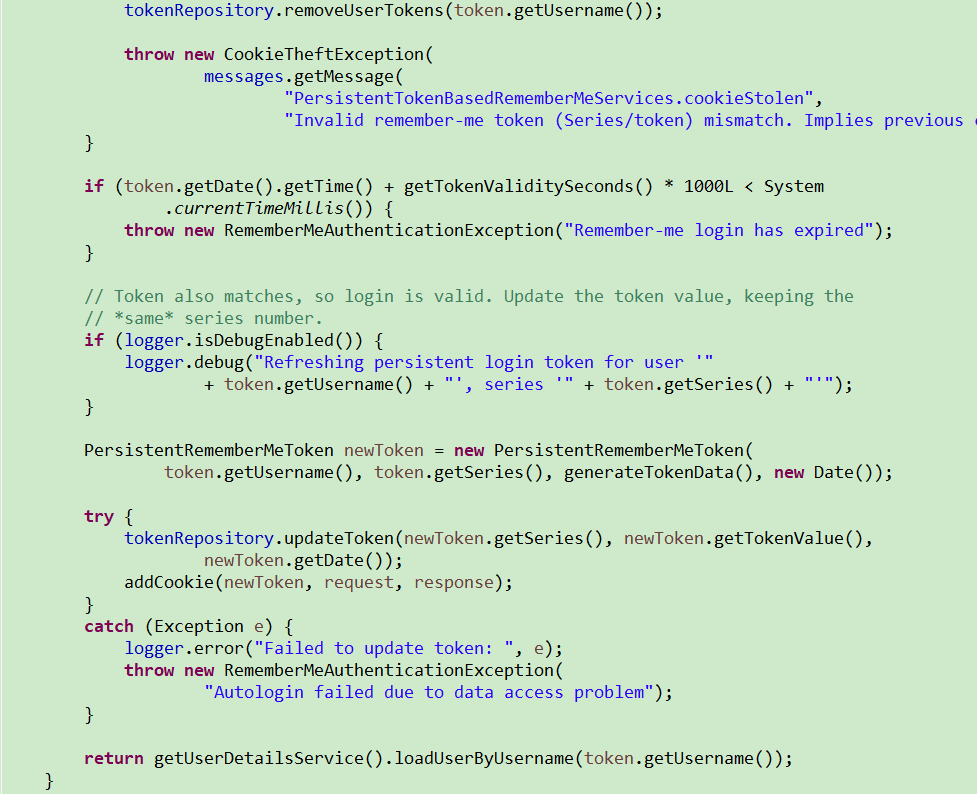 tokenRepository.removeUserTokens(token.getUsername());
throw new CookieTheftException(
messages.getMessage(
"PersistentTokenBasedRememberMeServices.cookieStolen",
"Invalid remember-me token (Series/token) mismatch. Implies previous
}
if (token.getDate().getTime() + getTokenValiditySeconds() * 1000L < System
.currentTimeMillis()) {
throw new RememberMeAuthenticationException("Remember-me login has expired");
}
// Token also matches, so login is valid. Update the token value, keeping the
// *same* series number.
if (logger.isDebugEnabled()) {
logger.debug("Refreshing persistent login token for user '"
+ token.getUsername() + "', series '" + token.getSeries() + "'");
}
PersistentRememberMeToken newToken = new PersistentRememberMeToken(
token.getUsername(), token.getSeries(), generateTokenData(), new Date());
try {
tokenRepository.updateToken(newToken.getSeries(), newToken.getTokenValue(),
newToken.getDate());
addCookie(newToken, request, response);
}
catch (Exception e) {
logger.error("Failed to update token: ", e);
throw new RememberMeAuthenticationException(
"Autologin failed due to data access problem");
}
return getUserDetailsService().loadUserByUsername(token.getUsername());
}